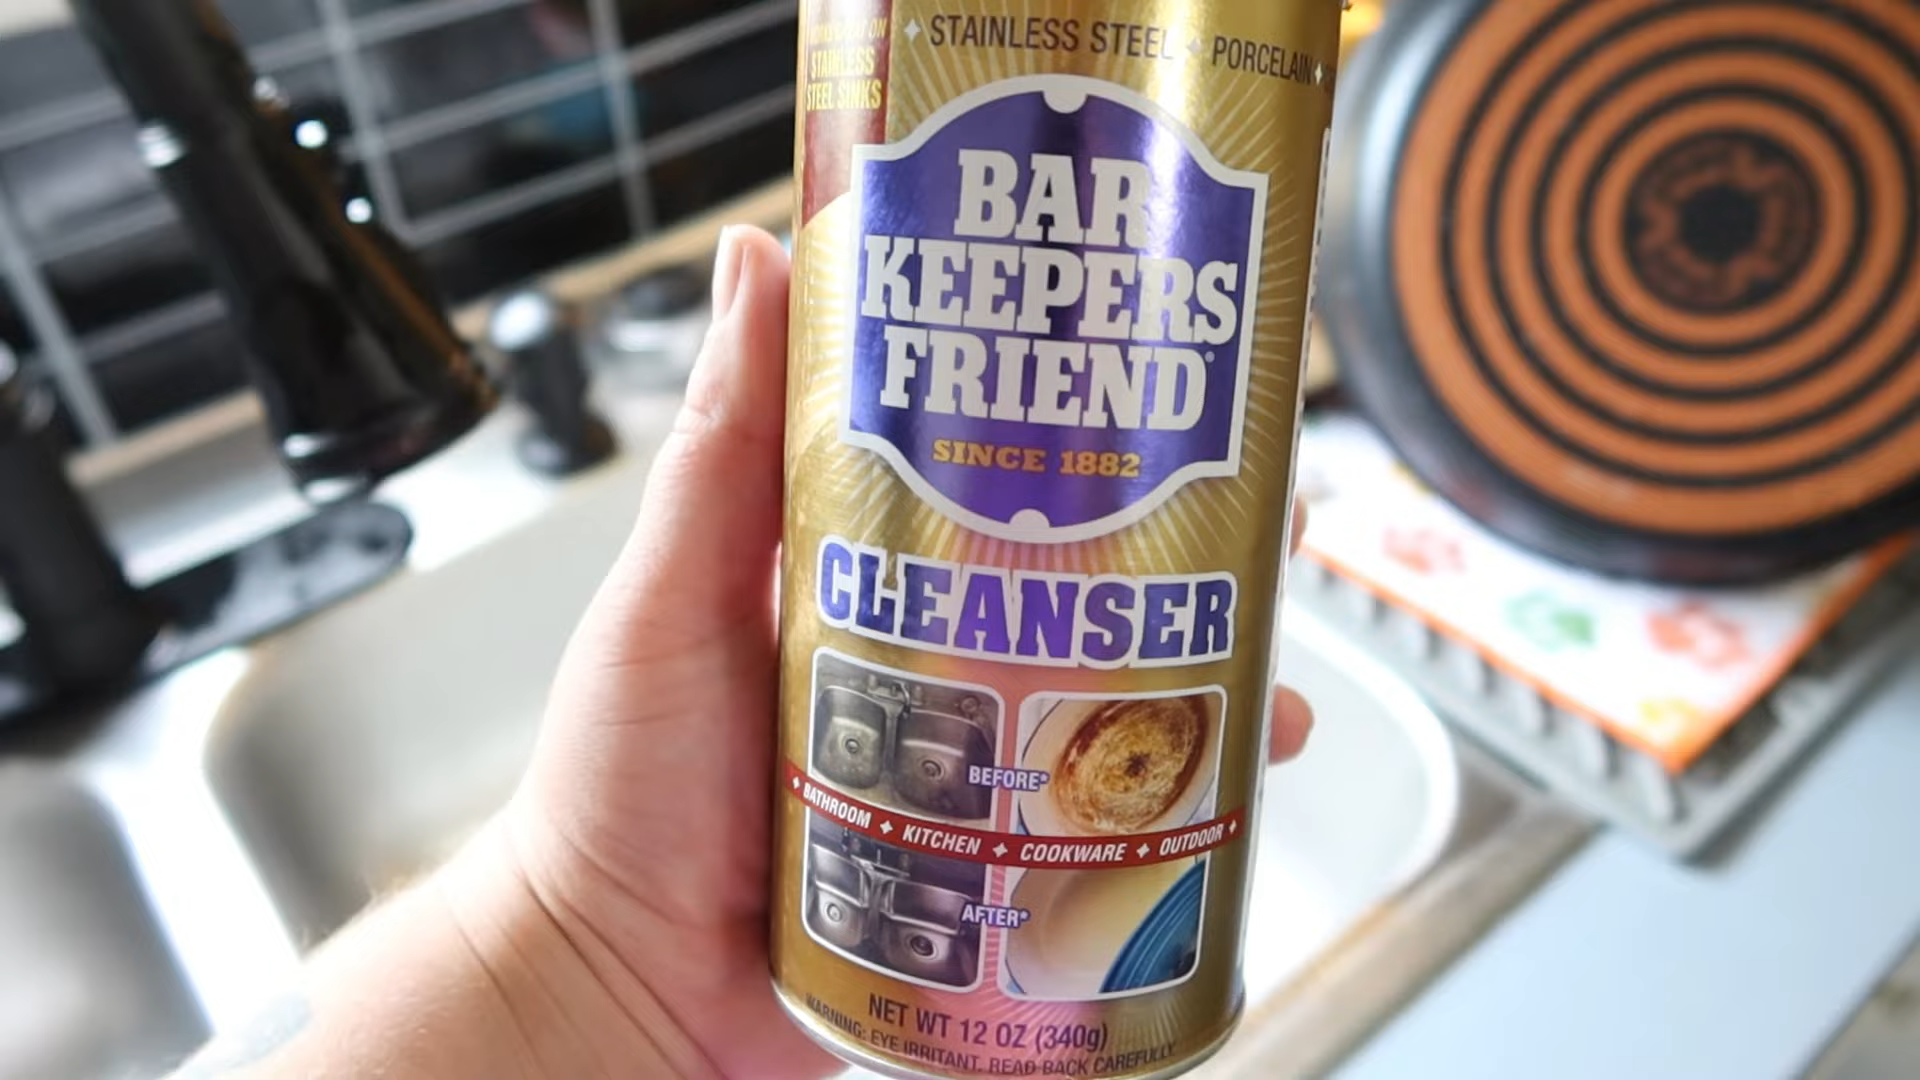 STAINLESS STEEL ✦ PORCELAIN
STAINLESS
STEEL SINKS
BAR
KEEPERS
FRIEND®
SINCE 1882
CLEANSER
BEFORE*
BATHROOM ✦ KITCHEN ✦ COOKWARE ✦ OUTDOOR
AFTER*
NET WT 12 OZ (340g)
WARNING: EYE IRRITANT. READ BACK CAREFULLY.